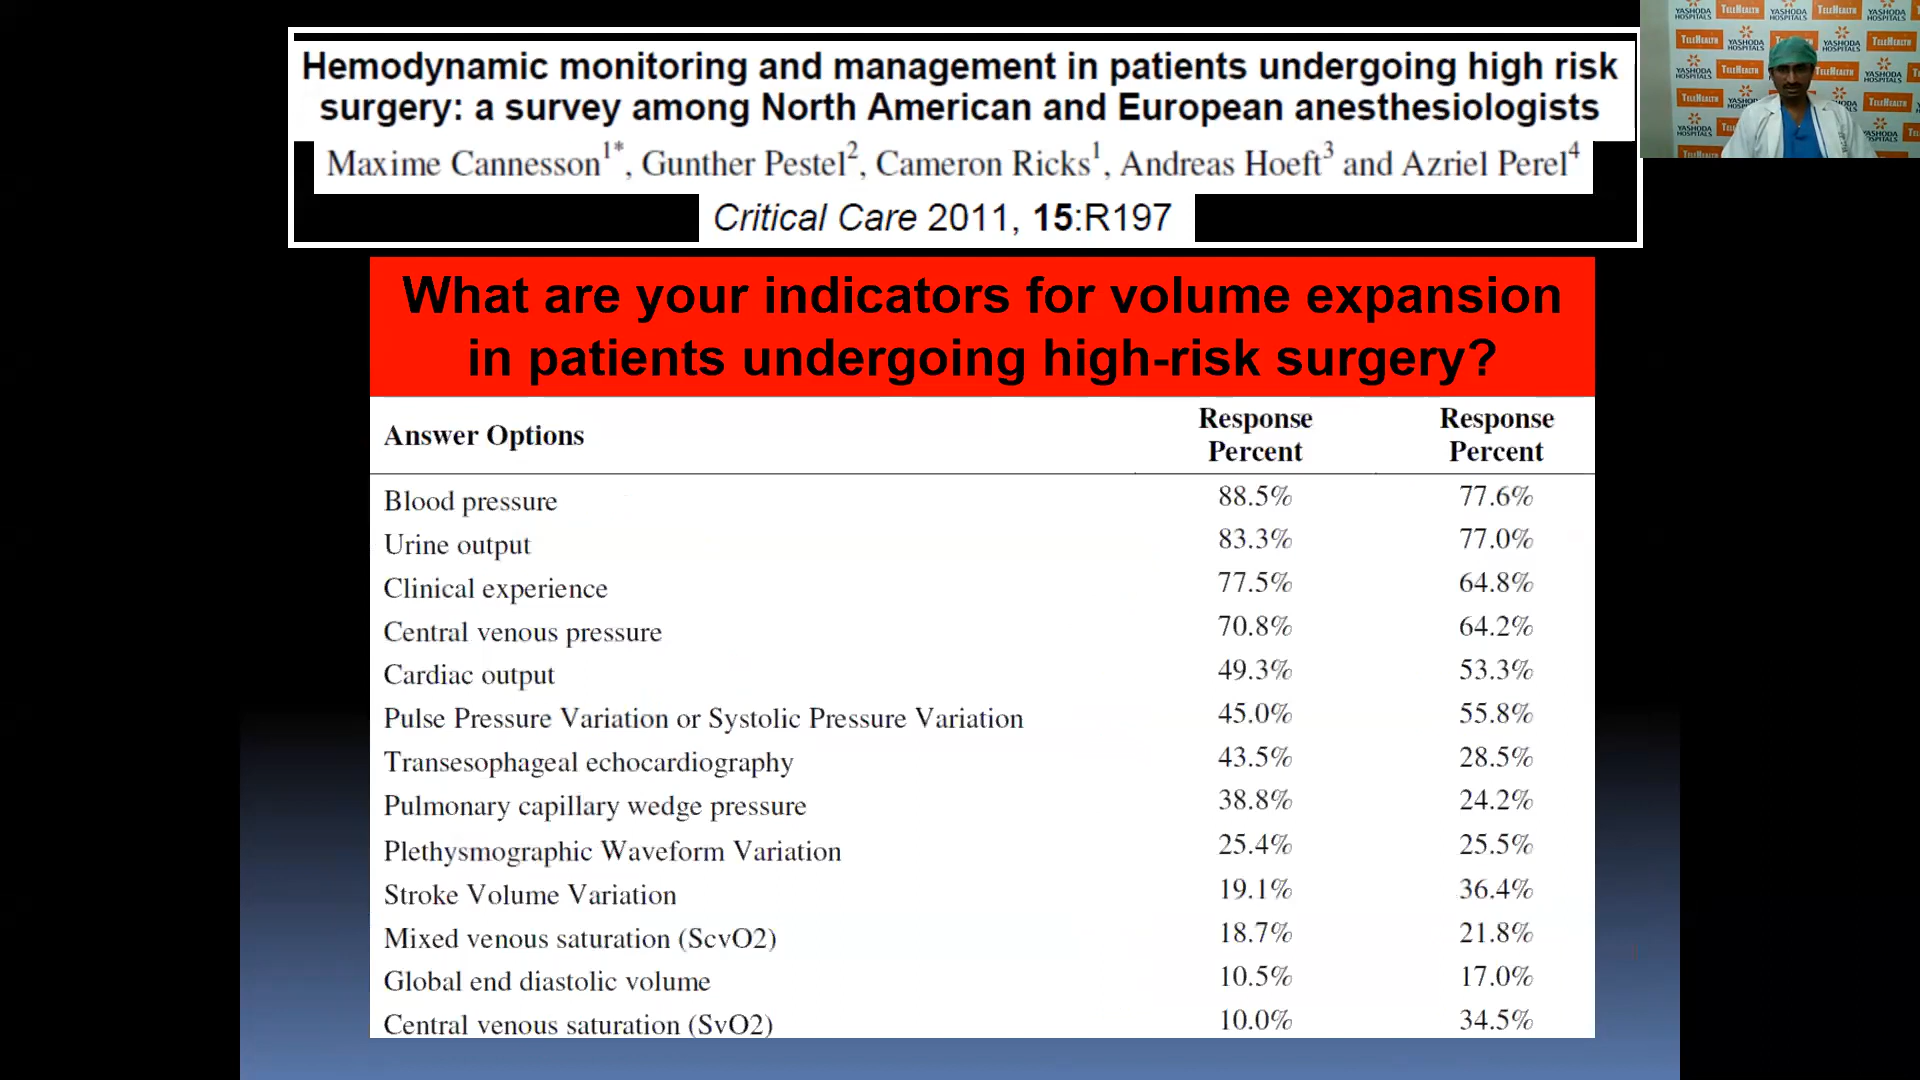 Hemodynamic monitoring and management in patients undergoing high risk
surgery: a survey among North American and European anesthesiologists
Maxime Cannesson1*, Gunther Pestel2, Cameron Ricks1, Andreas Hoeft3 and Azriel Perel4
Critical Care 2011, 15:R197
What are your indicators for volume expansion
in patients undergoing high-risk surgery?
Answer Options Response Percent Response Percent
Blood pressure 88.5% 77.6%
Urine output 83.3% 77.0%
Clinical experience 77.5% 64.8%
Central venous pressure 70.8% 64.2%
Cardiac output 49.3% 53.3%
Pulse Pressure Variation or Systolic Pressure Variation 45.0% 55.8%
Transesophageal echocardiography 43.5% 28.5%
Pulmonary capillary wedge pressure 38.8% 24.2%
Plethysmographic Waveform Variation 25.4% 25.5%
Stroke Volume Variation 19.1% 36.4%
Mixed venous saturation (ScvO2) 18.7% 21.8%
Global end diastolic volume 10.5% 17.0%
Central venous saturation (SvO2) 10.0% 34.5%
YASHODA HOSPITALS
TELEHEALTH